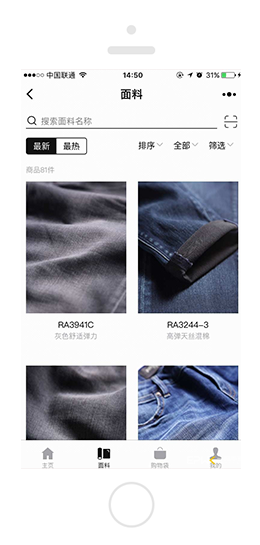 中国联通 14:50 31%
面料
搜索面料名称
最新 最热 排序 全部 筛选
商品81件
RA3941C RA3244-3
灰色舒适弹力 高弹天丝混棉
主页 面料 购物袋 我的